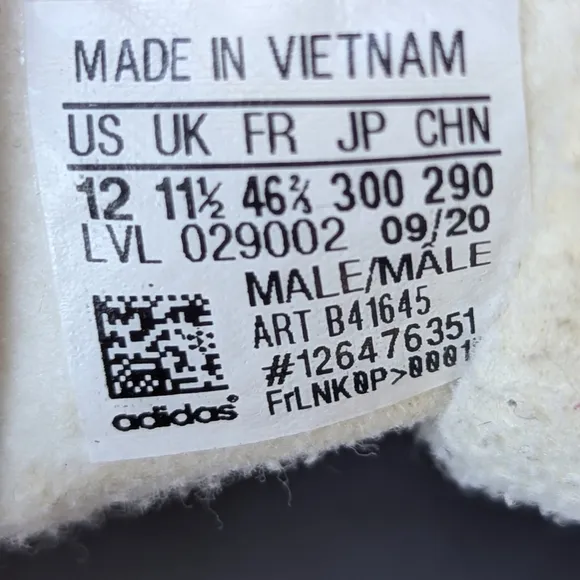 MADE IN VIETNAM
US UK FR JP CHN
12 11½ 46⅔ 300 290
LVL 029002 09/20
MALE/MÂLE
ART B41645
#126476351
FrLNK0P>0001
adidas®